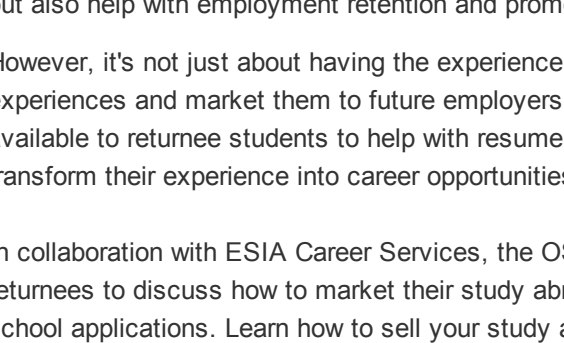 but also help with employment retention and prom
However, it's not just about having the experience
experiences and market them to future employers
available to returnee students to help with resume
transform their experience into career opportunities
In collaboration with ESIA Career Services, the OS
returnees to discuss how to market their study abr
school applications. Learn how to sell your study a